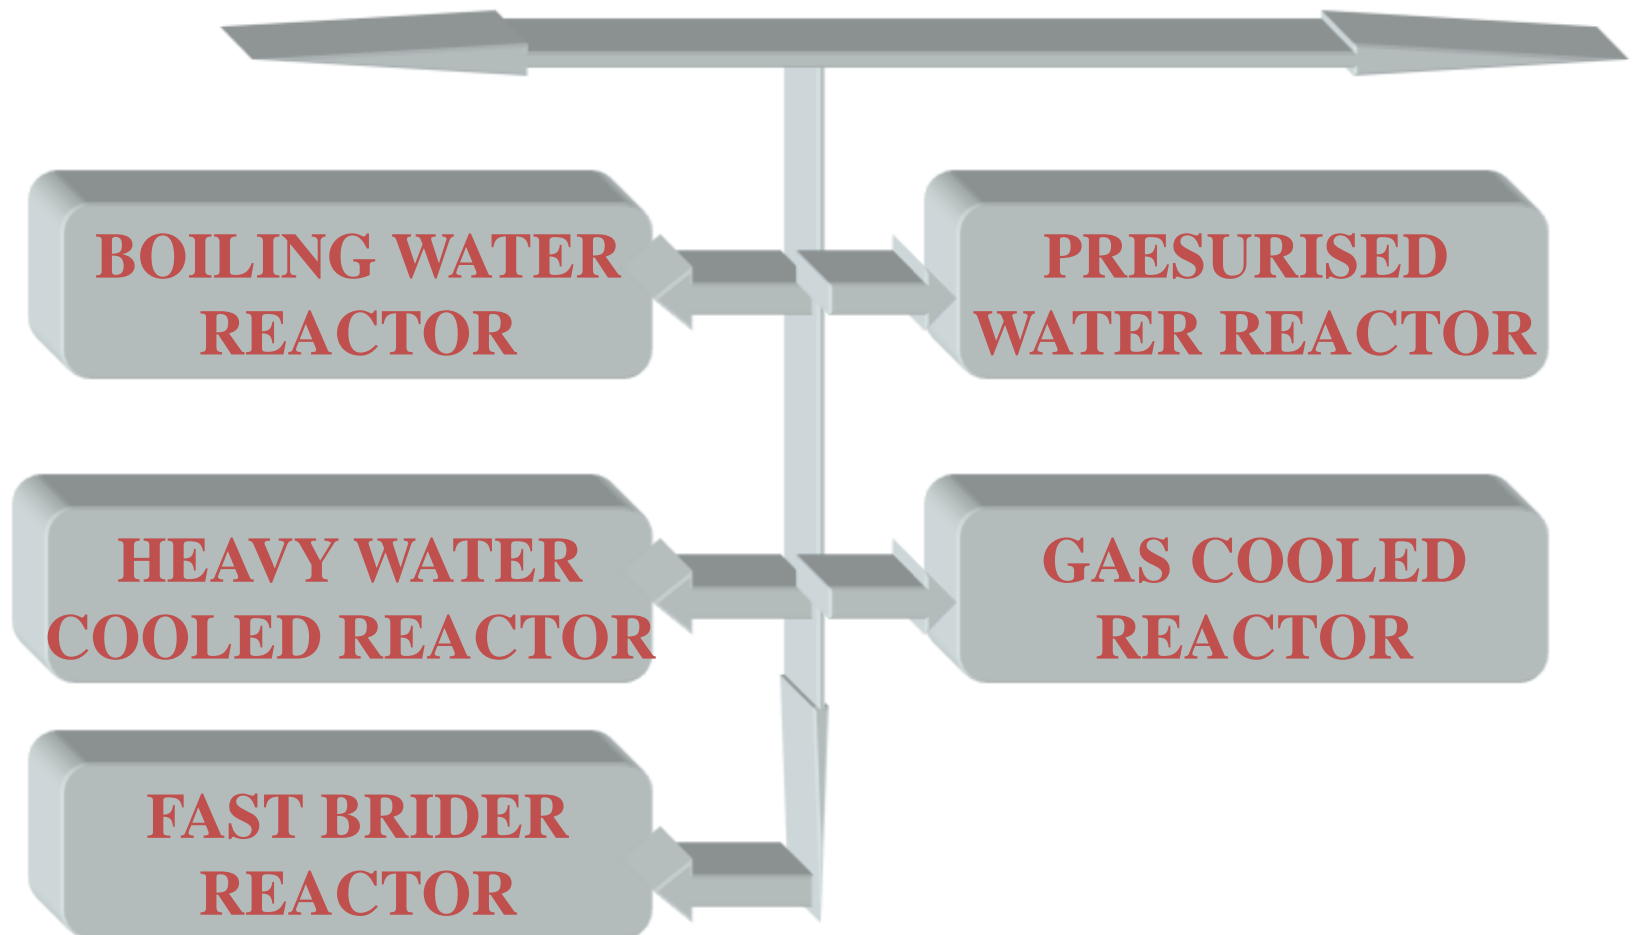 BOILING WATER
REACTOR
PRESURISED
WATER REACTOR
HEAVY WATER
COOLED REACTOR
GAS COOLED
REACTOR
FAST BRIDER
REACTOR